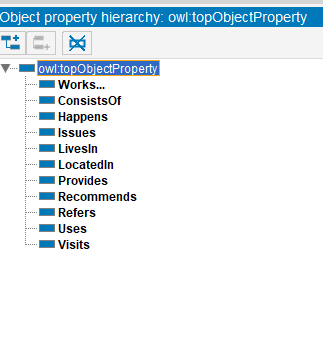 Object property hierarchy: owl:topObjectProperty
owl:topObjectProperty
Works...
ConsistsOf
Happens
Issues
LivesIn
LocatedIn
Provides
Recommends
Refers
Uses
Visits